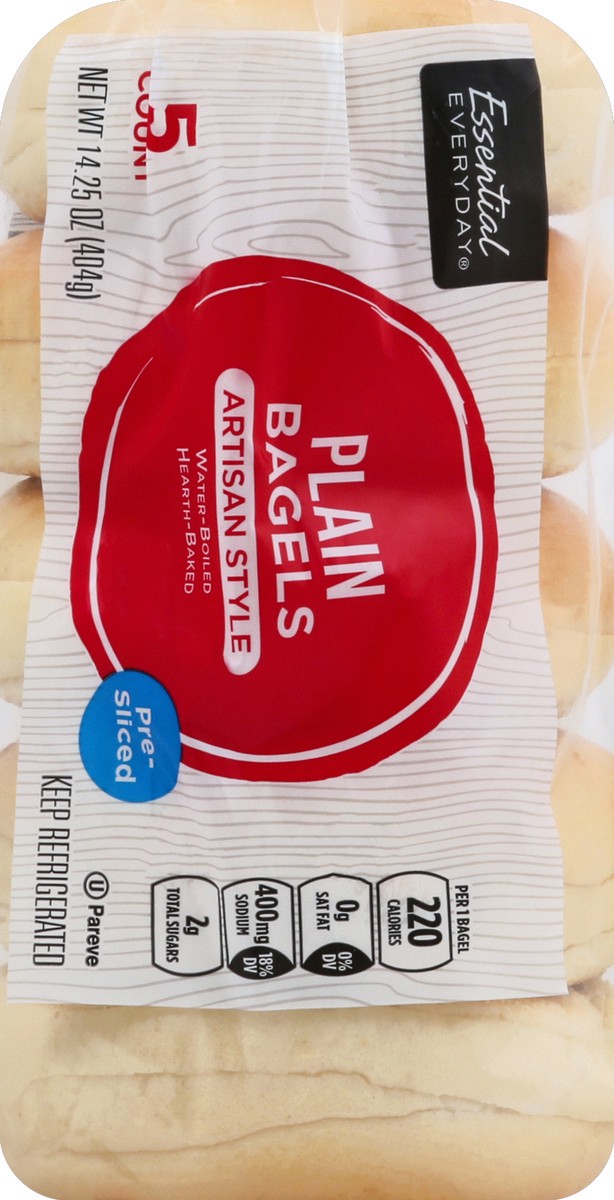 Essential
EVERYDAY®
PLAIN
BAGELS
ARTISAN STYLE
WATER-BOILED
HEARTH-BAKED
pre-
sliced
5
COUNT
NET WT 14.25 OZ (404g)
PER 1 BAGEL
220
CALORIES
0g
SAT FAT
0%
DV
400mg
SODIUM
18%
DV
2g
TOTAL SUGARS
U Pareve
KEEP REFRIGERATED